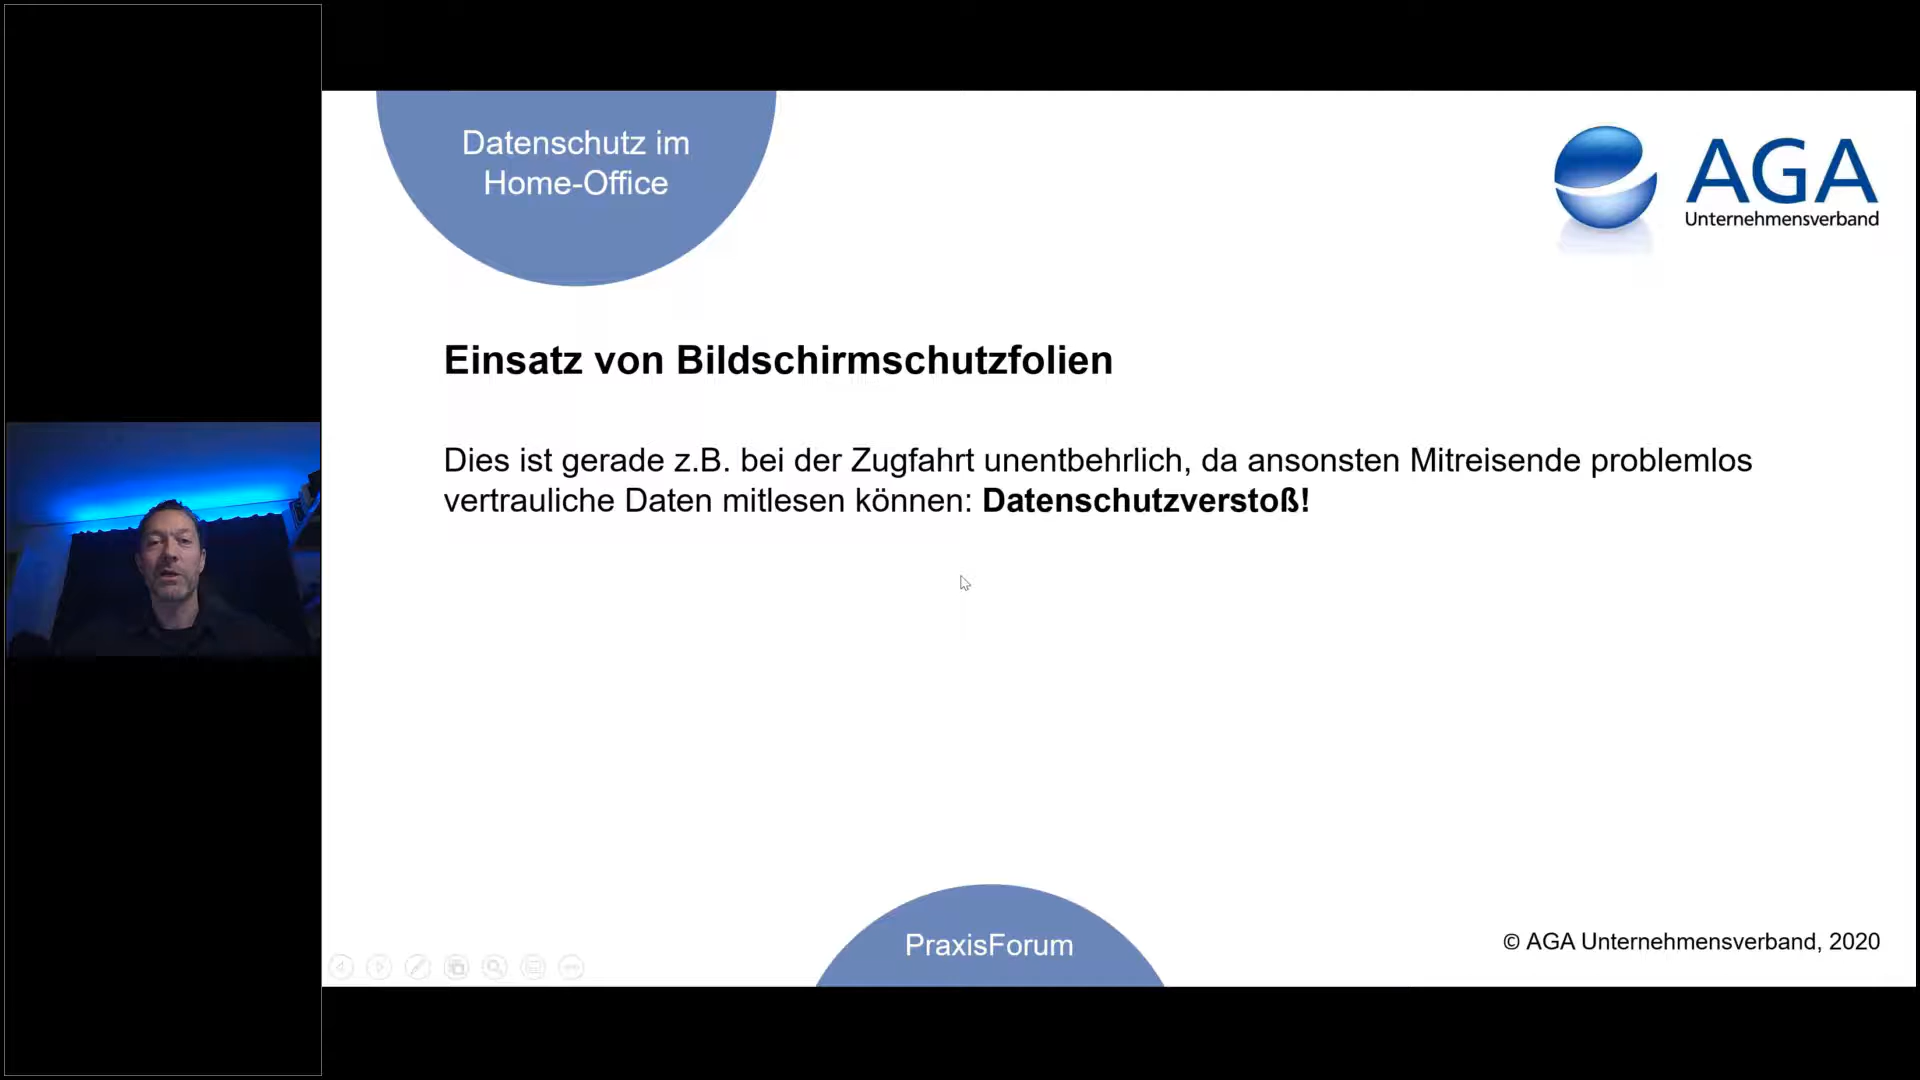 Datenschutz im
Home-Office
AGA
Unternehmensverband
Einsatz von Bildschirmschutzfolien
Dies ist gerade z.B. bei der Zugfahrt unentbehrlich, da ansonsten Mitreisende problemlos
vertrauliche Daten mitlesen können: Datenschutzverstoß!
PraxisForum
© AGA Unternehmensverband, 2020